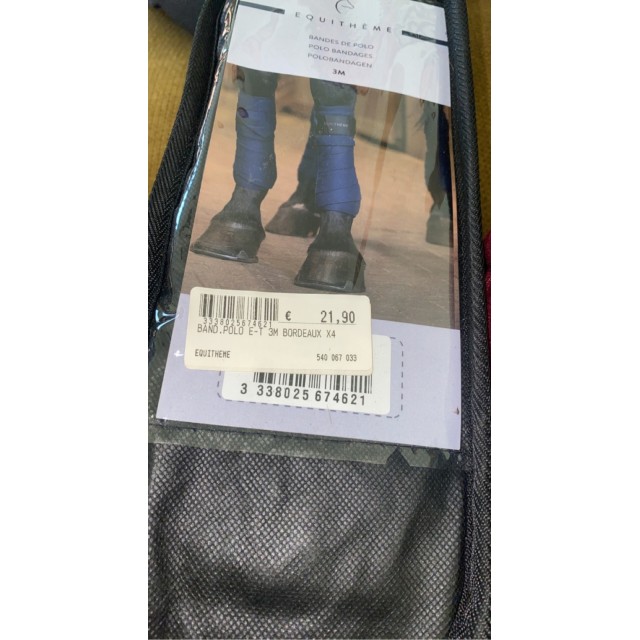 EQUITHÈME
BANDES DE POLO
POLO BANDAGES
POLOBANDAGEN
3M
€ 21,90
3338025674621
BAND.POLO E-T 3M BORDEAUX X4
EQUITHEME 540 067 033
3 338025 674621